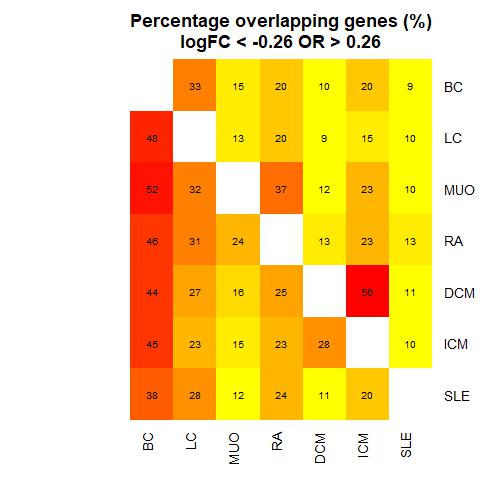 Percentage overlapping genes (%)
logFC < -0.26 OR > 0.26
33 15 20 10 20 9 BC
48 13 20 9 15 10 LC
52 32 37 12 23 10 MUO
46 31 24 13 23 13 RA
44 27 16 25 56 11 DCM
45 23 15 23 28 10 ICM
38 28 12 24 11 20 SLE
BC LC MUO RA DCM ICM SLE